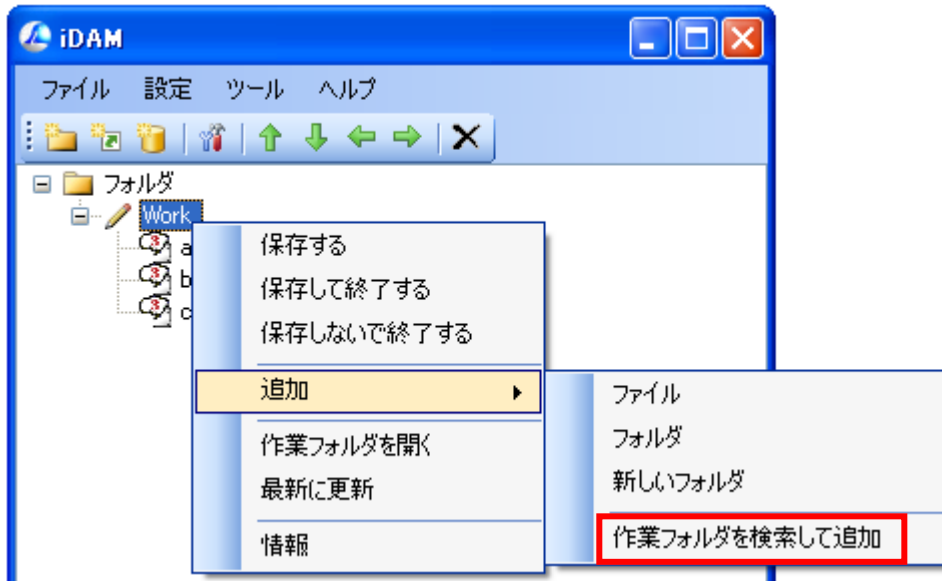 iDAM
ファイル 設定 ツール ヘルプ
フォルダ
Work
a
b
c
保存する
保存して終了する
保存しないで終了する
追加
作業フォルダを開く
最新に更新
情報
ファイル
フォルダ
新しいフォルダ
作業フォルダを検索して追加